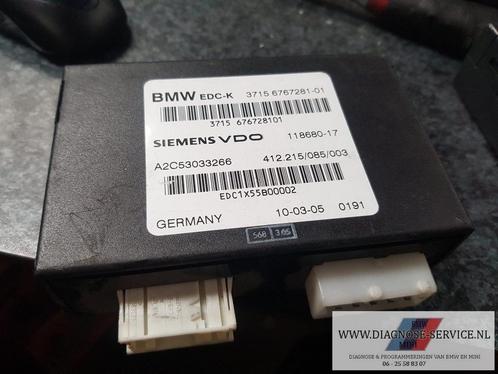 BMW EDC-K 3715 6767281-01
3715 676728101
SIEMENS VDO 118680-17
A2C53033266 412.215/085/003
EDC1X55B00002
GERMANY 10-03-05 0191
568 365
BMW
WWW.DIAGNOSE-SERVICE.NL
MINI
DIAGNOSE & PROGRAMMERINGEN VAN BMW EN MINI
06 - 25 58 83 07